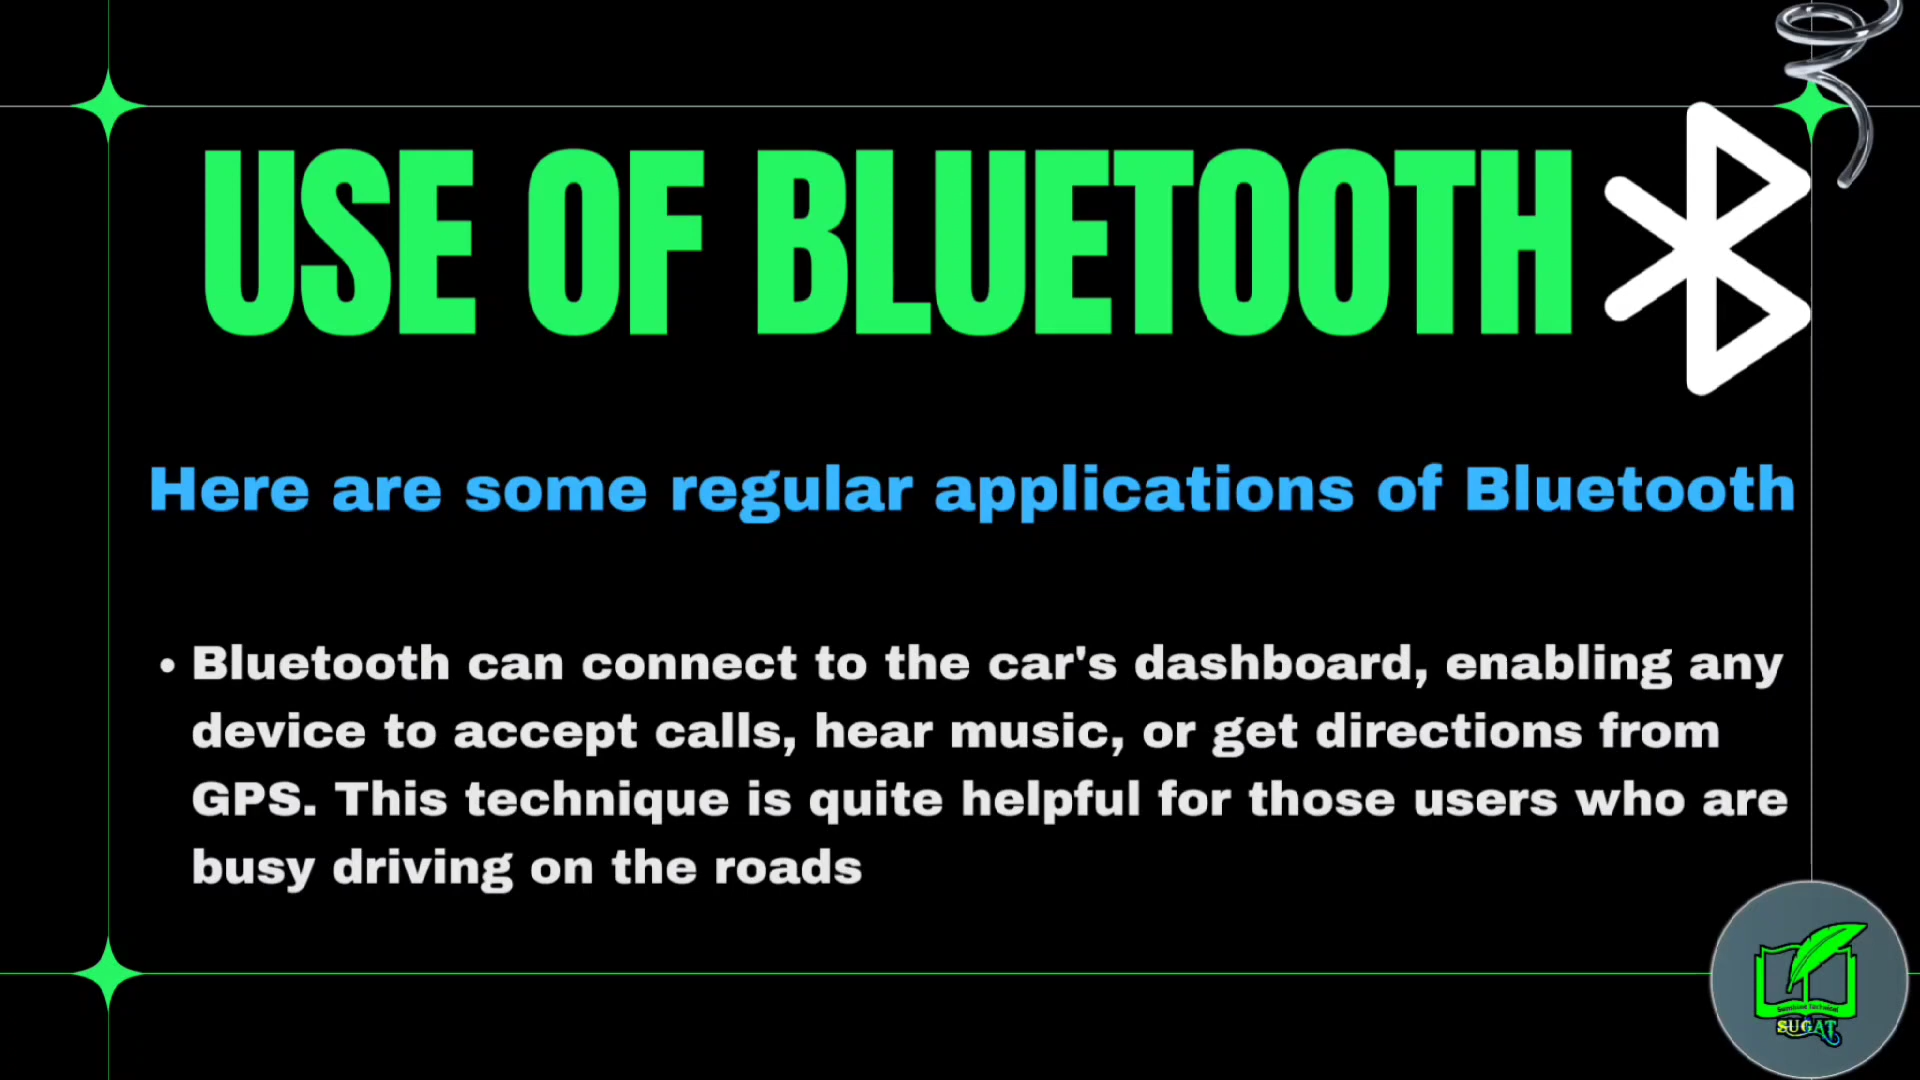 USE OF BLUETOOTH
Here are some regular applications of Bluetooth
• Bluetooth can connect to the car's dashboard, enabling any
device to accept calls, hear music, or get directions from
GPS. This technique is quite helpful for those users who are
busy driving on the roads
SUGAT